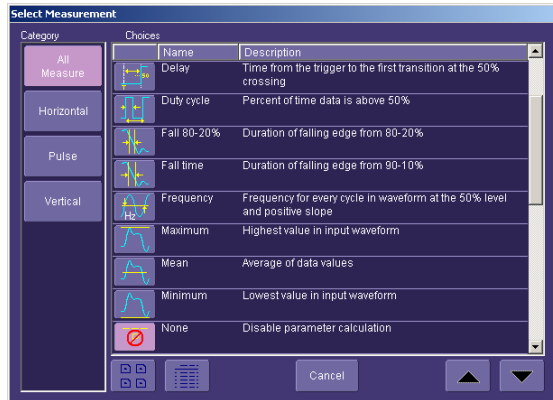 Select Measurement
Category
Choices
All
Measure
Horizontal
Pulse
Vertical
Name Description
Delay Time from the trigger to the first transition at the 50%
crossing
Duty cycle Percent of time data is above 50%
Fall 80-20% Duration of falling edge from 80-20%
Fall time Duration of falling edge from 90-10%
Frequency Frequency for every cycle in waveform at the 50% level
and positive slope
Maximum Highest value in input waveform
Mean Average of data values
Minimum Lowest value in input waveform
None Disable parameter calculation
50
Hz
Cancel